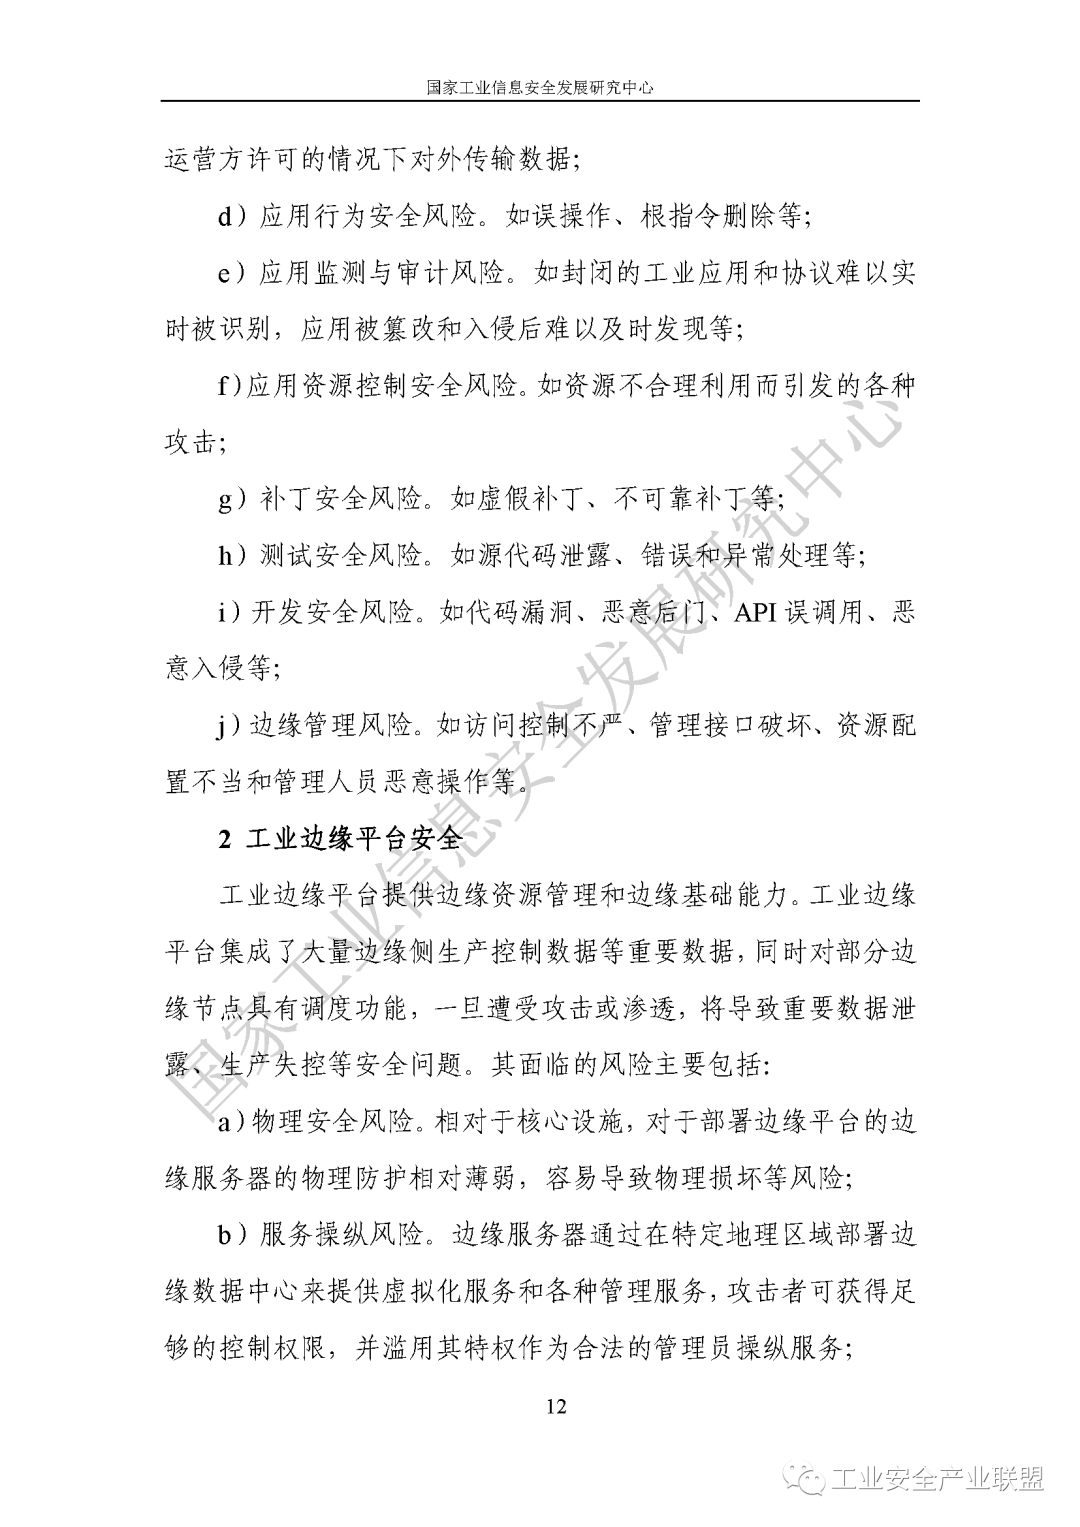 国家工业信息安全发展研究中心
运营方许可的情况下对外传输数据；
d）应用行为安全风险。如误操作、根指令删除等；
e）应用监测与审计风险。如封闭的工业应用和协议难以实
时被识别，应用被篡改和入侵后难以及时发现等；
f)应用资源控制安全风险。如资源不合理利用而引发的各种
攻击；
g）补丁安全风险。如虚假补丁、不可靠补丁等；
h）测试安全风险。如源代码泄露、错误和异常处理等；
i）开发安全风险。如代码漏洞、恶意后门、API 误调用、恶
意入侵等；
j）边缘管理风险。如访问控制不严、管理接口破坏、资源配
置不当和管理人员恶意操作等。
2 工业边缘平台安全
工业边缘平台提供边缘资源管理和边缘基础能力。工业边缘
平台集成了大量边缘侧生产控制数据等重要数据，同时对部分边
缘节点具有调度功能，一旦遭受攻击或渗透，将导致重要数据泄
露、生产失控等安全问题。其面临的风险主要包括：
a）物理安全风险。相对于核心设施，对于部署边缘平台的边
缘服务器的物理防护相对薄弱，容易导致物理损坏等风险；
b）服务操纵风险。边缘服务器通过在特定地理区域部署边
缘数据中心来提供虚拟化服务和各种管理服务，攻击者可获得足
够的控制权限，并滥用其特权作为合法的管理员操纵服务；
国家工业信息安全发展研究中心
12
工业安全产业联盟